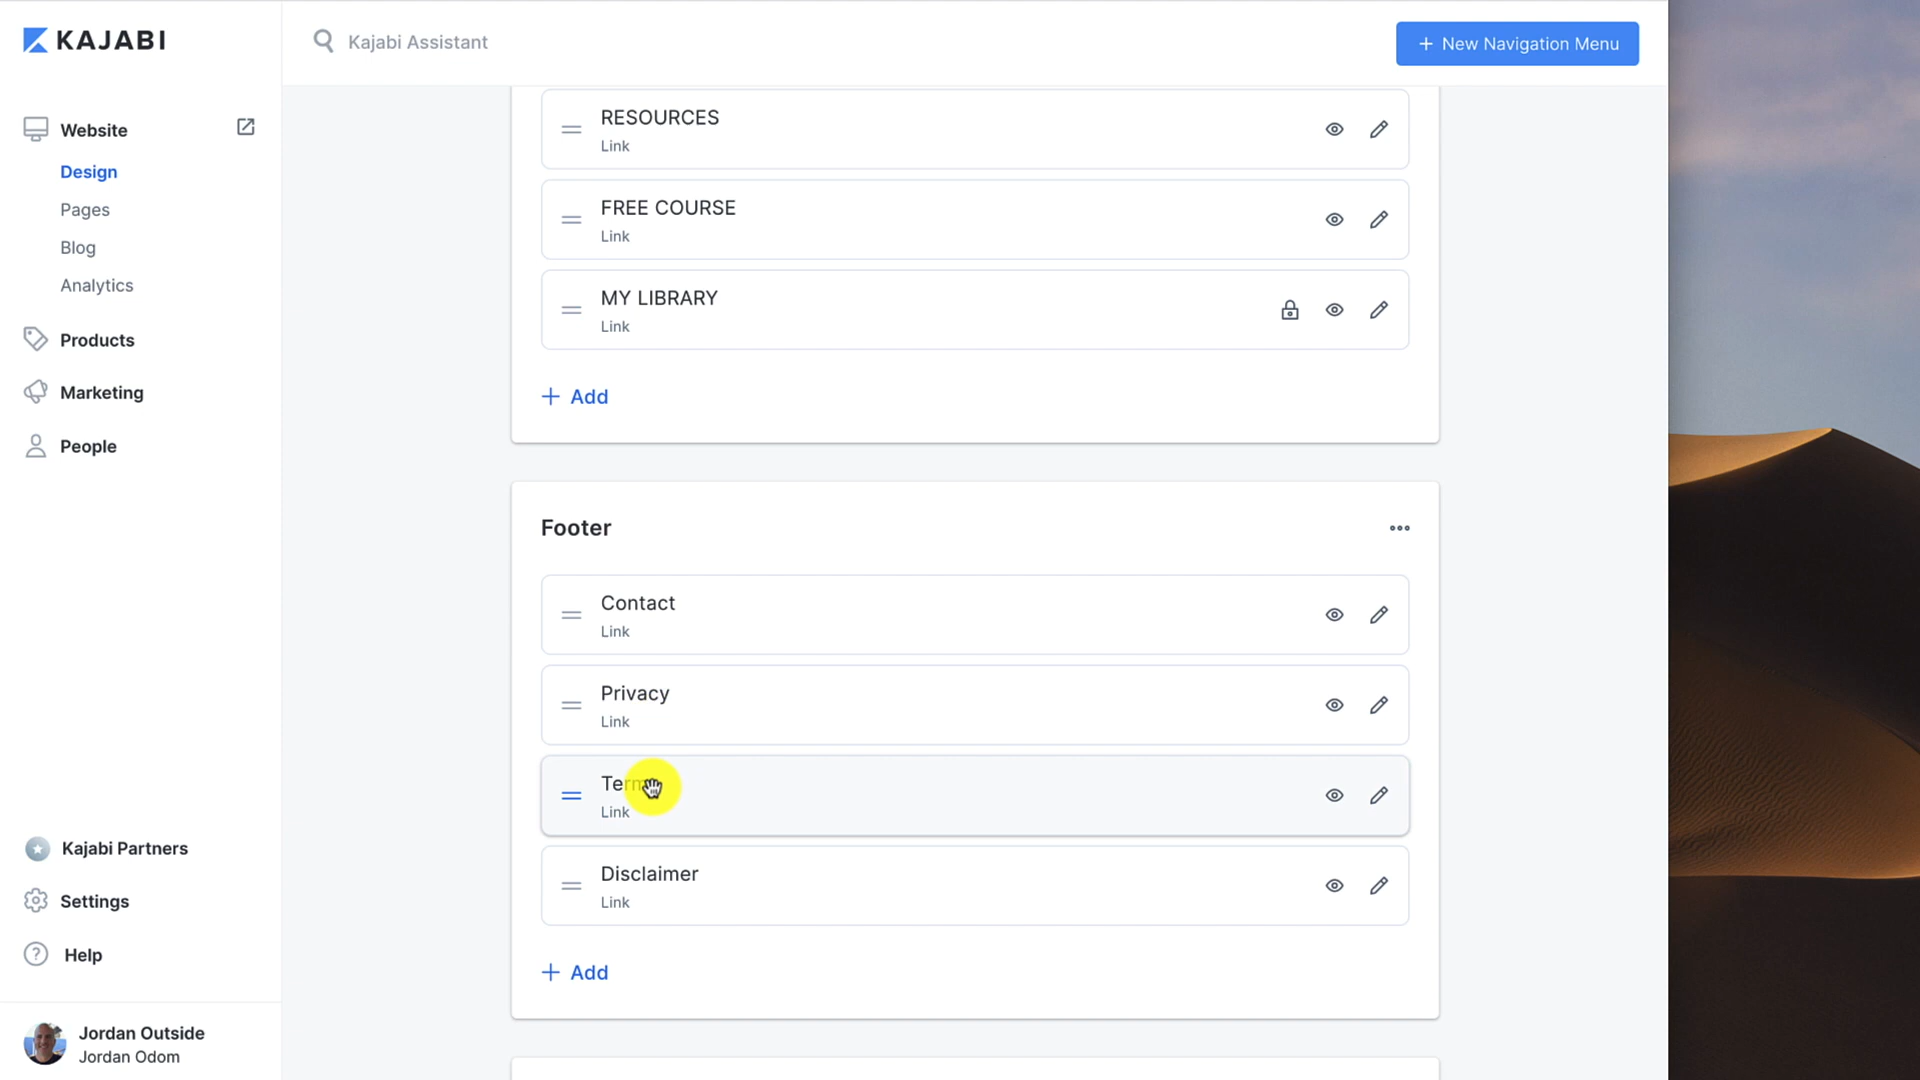 KAJABI
Kajabi Assistant
+ New Navigation Menu
Website
Design
Pages
Blog
Analytics
Products
Marketing
People
Kajabi Partners
Settings
Help
Jordan Outside
Jordan Odom
RESOURCES
Link
FREE COURSE
Link
MY LIBRARY
Link
+ Add
Footer
Contact
Link
Privacy
Link
Link
Disclaimer
Link
+ Add